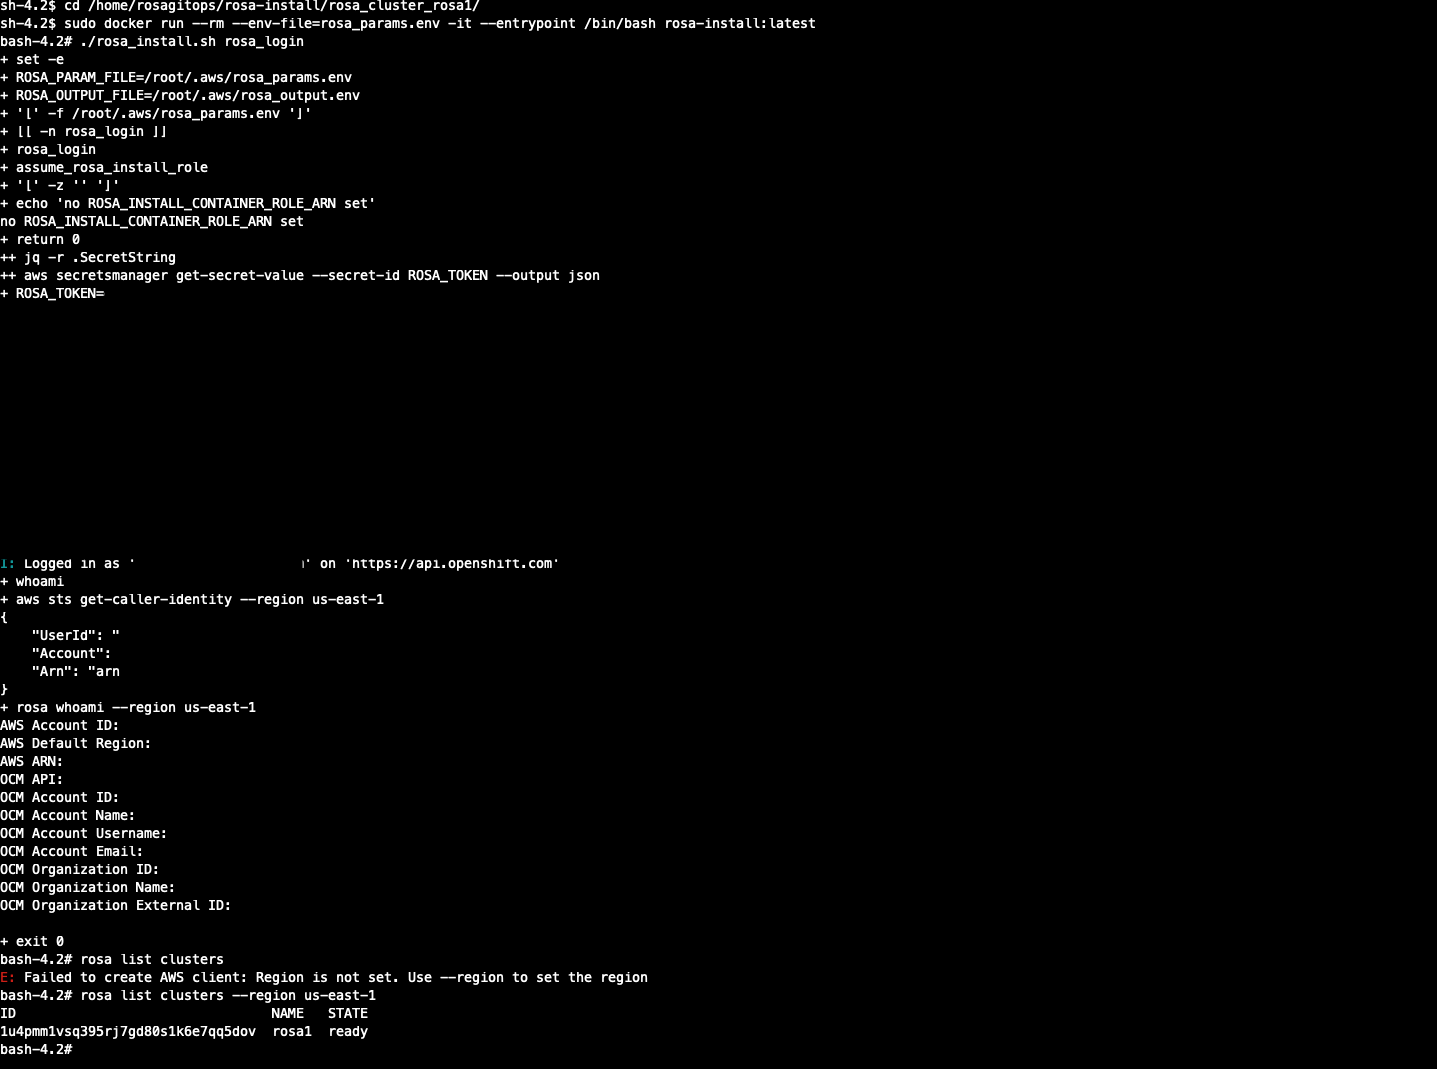 sh-4.2$ cd /home/rosagitops/rosa-install/rosa_cluster_rosa1/
sh-4.2$ sudo docker run --rm --env-file=rosa_params.env -it --entrypoint /bin/bash rosa-install:latest
bash-4.2# ./rosa_install.sh rosa_login
+ set -e
+ ROSA_PARAM_FILE=/root/.aws/rosa_params.env
+ ROSA_OUTPUT_FILE=/root/.aws/rosa_output.env
+ '[' -f /root/.aws/rosa_params.env ']'
+ [[ -n rosa_login ]]
+ rosa_login
+ assume_rosa_install_role
+ '[' -z '' ']'
+ echo 'no ROSA_INSTALL_CONTAINER_ROLE_ARN set'
no ROSA_INSTALL_CONTAINER_ROLE_ARN set
+ return 0
++ jq -r .SecretString
++ aws secretsmanager get-secret-value --secret-id ROSA_TOKEN --output json
+ ROSA_TOKEN=
I: Logged in as ' ' on 'https://api.openshift.com'
+ whoami
+ aws sts get-caller-identity --region us-east-1
{
    "UserId": "
    "Account":
    "Arn": "arn
}
+ rosa whoami --region us-east-1
AWS Account ID:
AWS Default Region:
AWS ARN:
OCM API:
OCM Account ID:
OCM Account Name:
OCM Account Username:
OCM Account Email:
OCM Organization ID:
OCM Organization Name:
OCM Organization External ID:
+ exit 0
bash-4.2# rosa list clusters
E: Failed to create AWS client: Region is not set. Use --region to set the region
bash-4.2# rosa list clusters --region us-east-1
ID                                NAME   STATE
1u4pmm1vsq395rj7gd80s1k6e7qq5dov  rosa1  ready
bash-4.2#